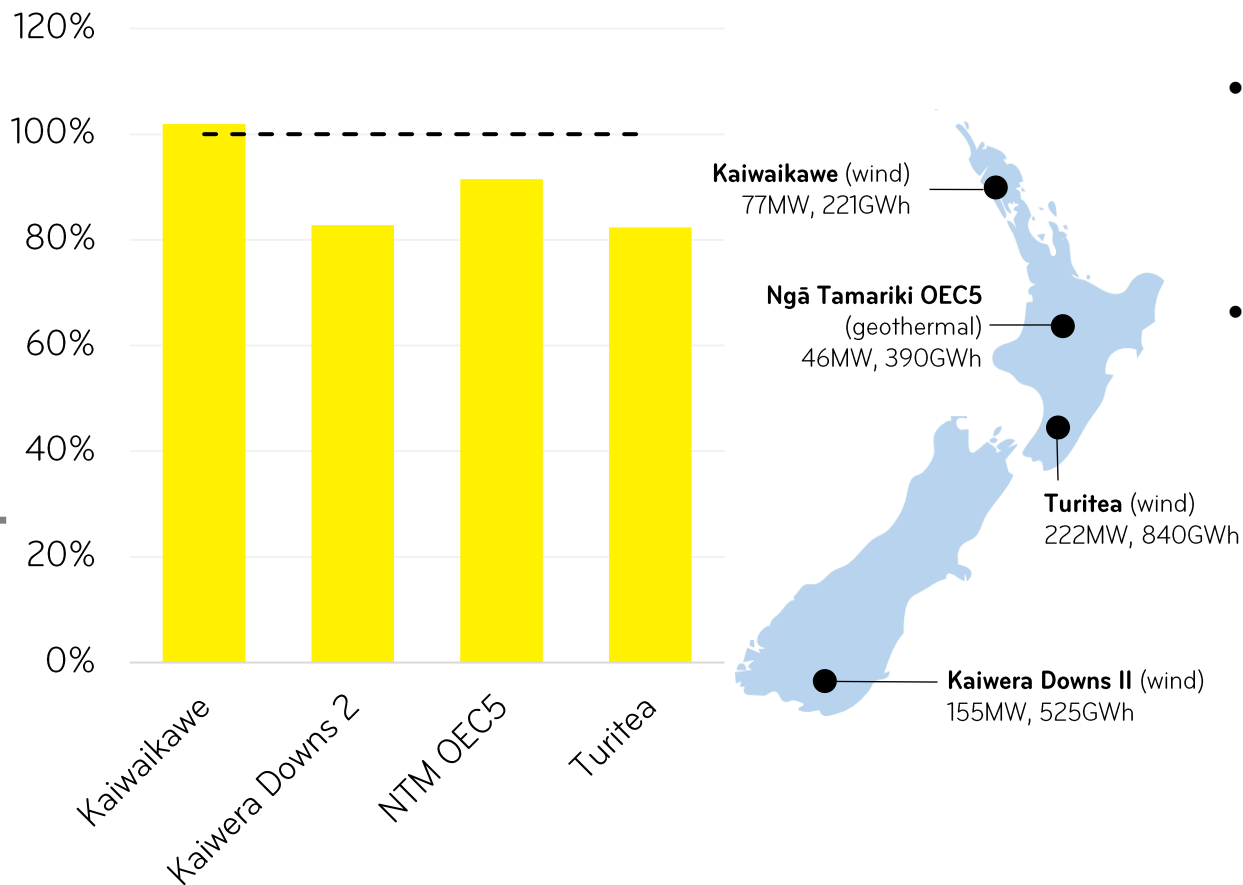 120%
100%
80%
60%
40%
20%
0%
Kaiwaikawe
Kaiwera Downs 2
NTM OEC5
Turitea
Kaiwaikawe (wind)
77MW, 221GWh
Ngā Tamariki OEC5
(geothermal)
46MW, 390GWh
Turitea (wind)
222MW, 840GWh
Kaiwera Downs II (wind)
155MW, 525GWh